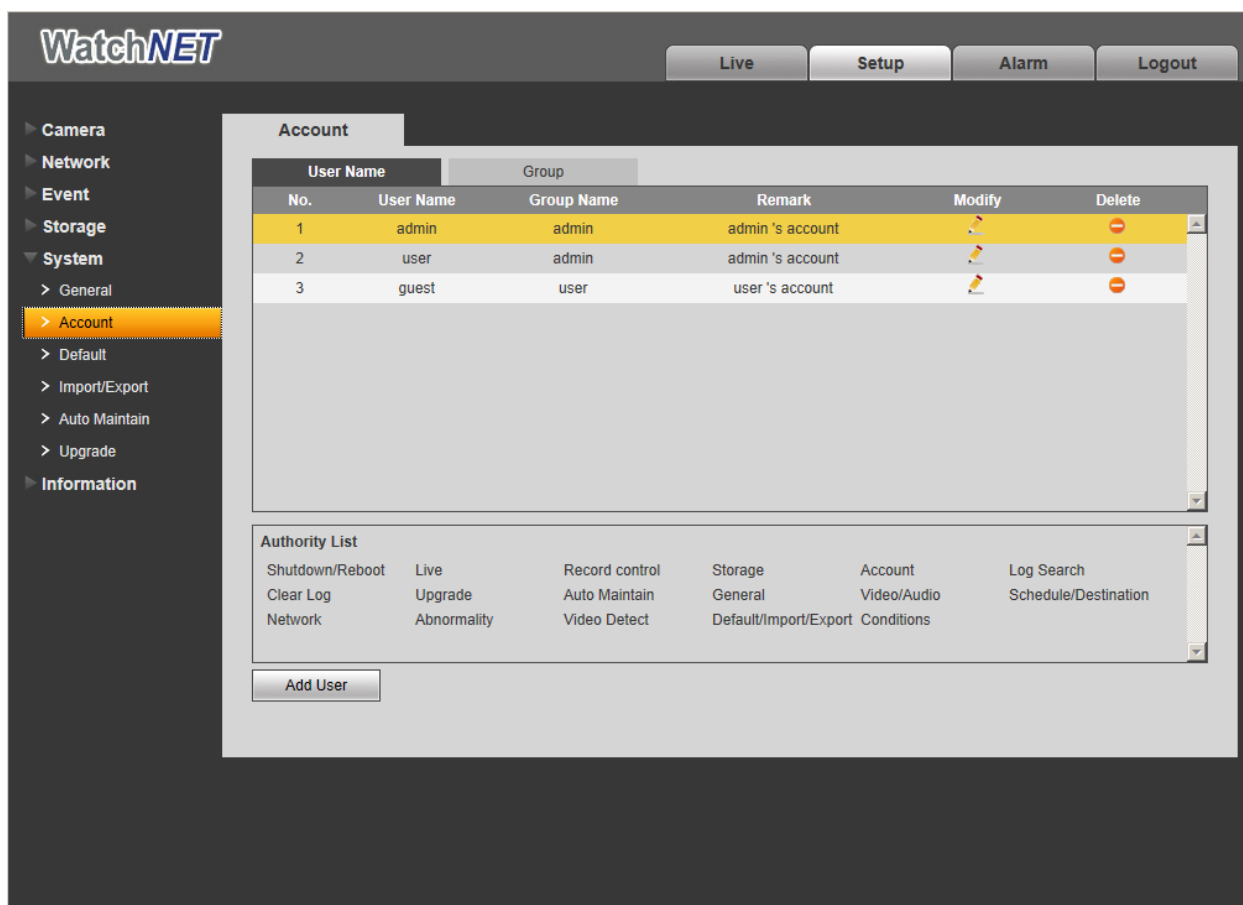 WatchNET
Live Setup Alarm Logout
Camera
Network
Event
Storage
System
General
Account
Default
Import/Export
Auto Maintain
Upgrade
Information
Account
User Name Group
No. User Name Group Name Remark Modify Delete
1 admin admin admin 's account
2 user admin admin 's account
3 guest user user 's account
Authority List
Shutdown/Reboot Live Record control Storage Account Log Search
Clear Log Upgrade Auto Maintain General Video/Audio Schedule/Destination
Network Abnormality Video Detect Default/Import/Export Conditions
Add User